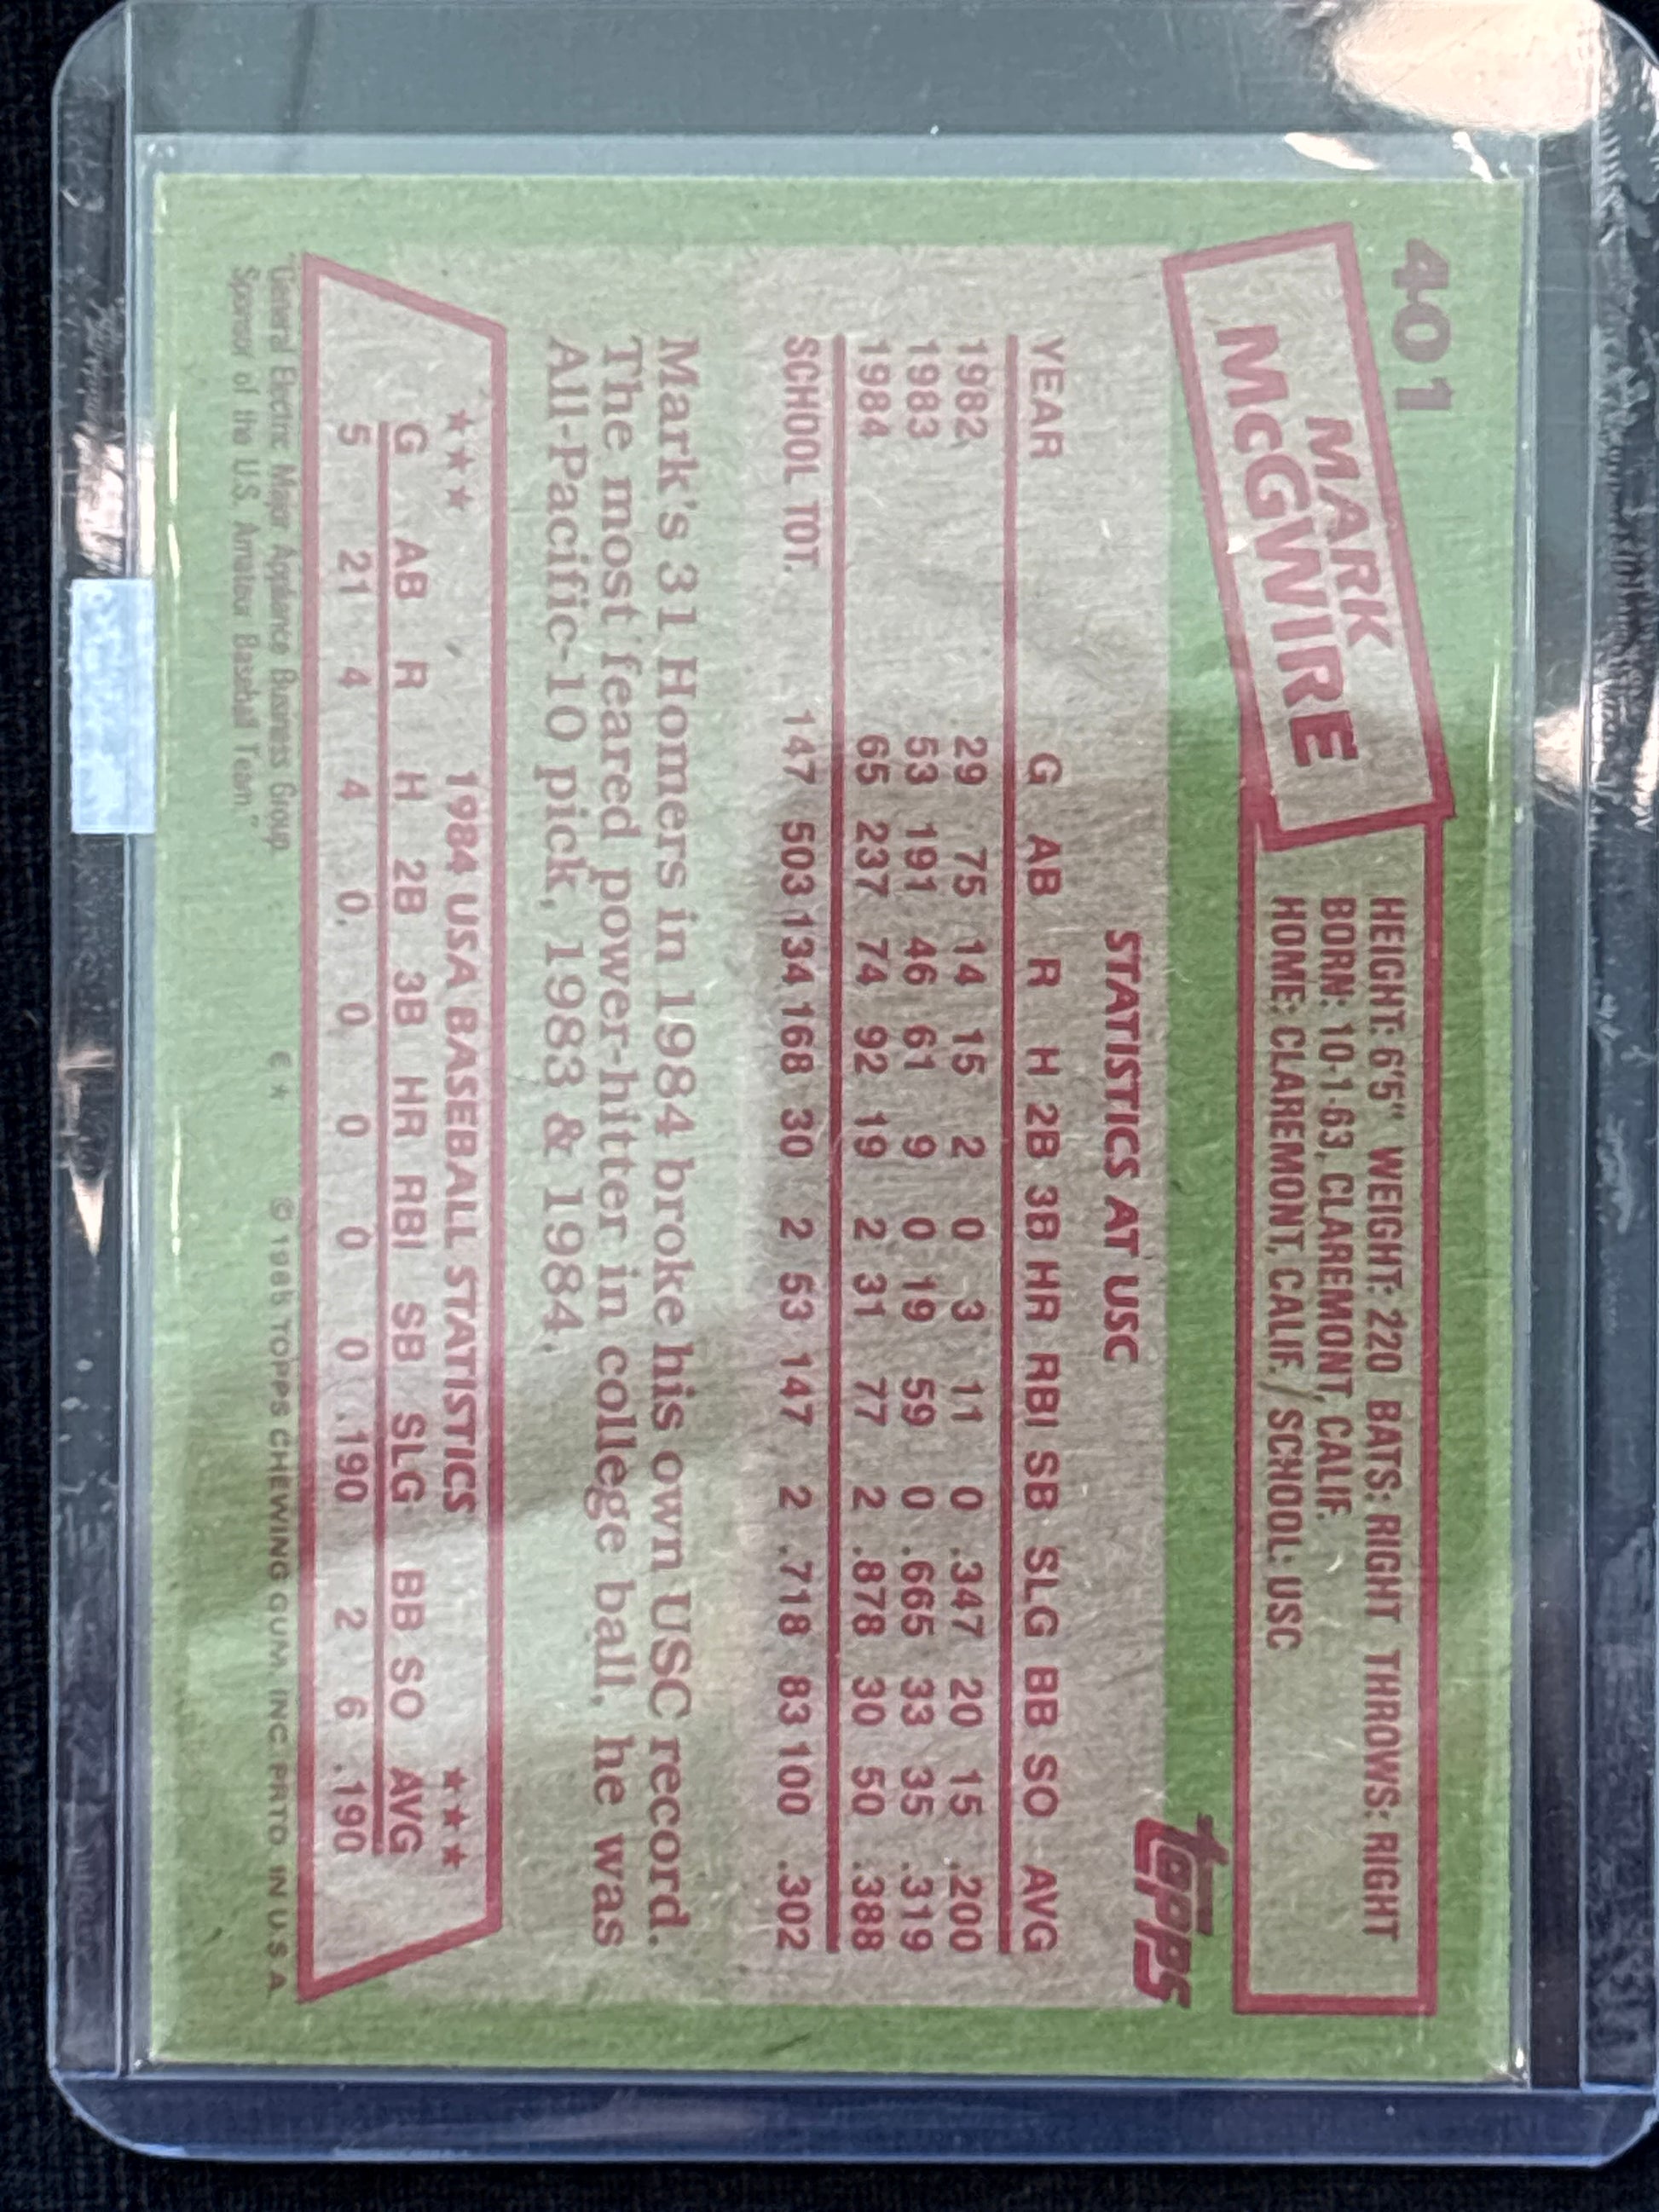 401
MARK
McGWIRE
HEIGHT: 6'5" WEIGHT: 220 BATS: RIGHT THROWS: RIGHT
BORN: 10-1-63, CLAREMONT, CALIF.
HOME: CLAREMONT, CALIF. / SCHOOL: USC
topps
STATISTICS AT USC
YEAR G AB R H 2B 3B HR RBI SB SLG BB SO AVG
1982 29 75 14 15 2 0 3 11 0 .347 20 15 .200
1983 53 191 46 61 9 0 19 59 0 .665 33 35 .319
1984 65 237 74 92 19 2 31 77 2 .878 30 50 .388
SCHOOL TOT. 147 503 134 168 30 2 53 147 2 .718 83 100 .302
Mark's 31 Homers in 1984 broke his own USC record.
The most feared power-hitter in college ball, he was
All-Pacific-10 pick, 1983 & 1984.
★★★ 1984 USA BASEBALL STATISTICS ★★★
G AB R H 2B 3B HR RBI SB SLG BB SO AVG
5 21 4 4 0 0 0 0 0 .190 2 6 .190
"General Electric Major Appliance Business Group, © 1985 TOPPS CHEWING GUM, INC. PRTD. IN U.S.A.
Sponsor of the U.S. Amateur Baseball Team."